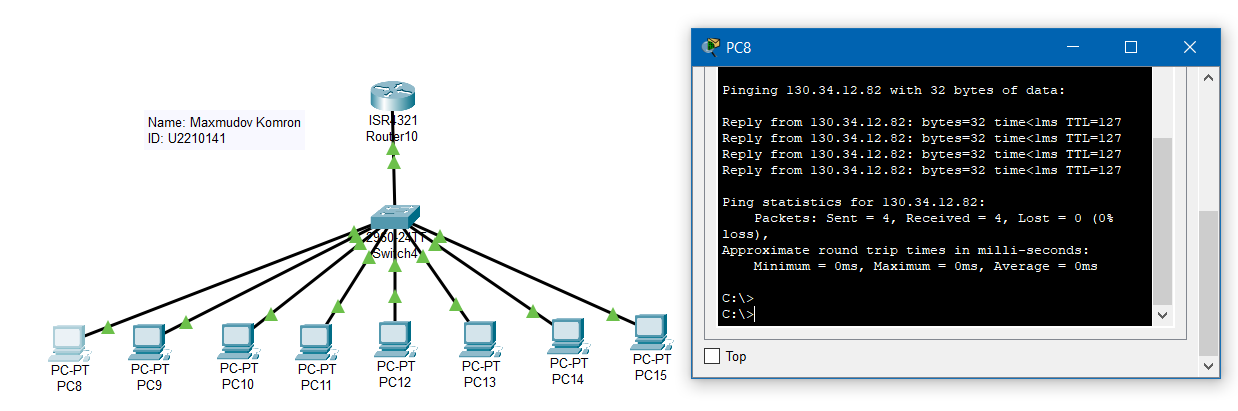 Name: Maxmudov Komron
ID: U2210141
ISR4321
Router10
2960-24TT
Switch4
PC-PT
PC8
PC-PT
PC9
PC-PT
PC10
PC-PT
PC11
PC-PT
PC12
PC-PT
PC13
PC-PT
PC14
PC-PT
PC15
PC8
Pinging 130.34.12.82 with 32 bytes of data:
Reply from 130.34.12.82: bytes=32 time<1ms TTL=127
Reply from 130.34.12.82: bytes=32 time<1ms TTL=127
Reply from 130.34.12.82: bytes=32 time<1ms TTL=127
Reply from 130.34.12.82: bytes=32 time<1ms TTL=127
Ping statistics for 130.34.12.82:
Packets: Sent = 4, Received = 4, Lost = 0 (0%
loss),
Approximate round trip times in milli-seconds:
Minimum = 0ms, Maximum = 0ms, Average = 0ms
C:\>
C:\>
Top